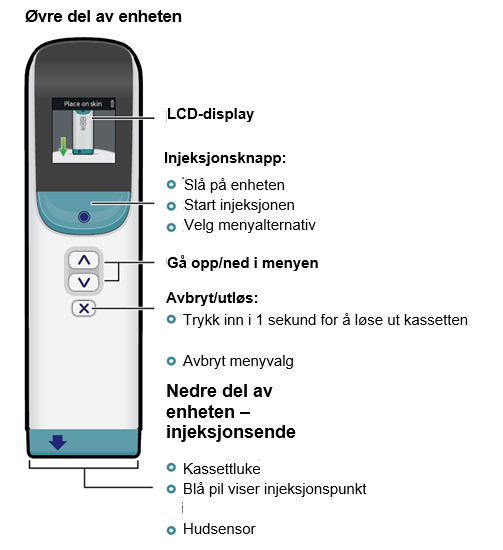 Øvre del av enheten
Place on skin
LCD-display
Injeksjonsknapp:
Slå på enheten
Start injeksjonen
Velg menyalternativ
Gå opp/ned i menyen
Avbryt/utløs:
Trykk inn i 1 sekund for å løse ut kassetten
Avbryt menyvalg
Nedre del av
enheten –
injeksjonsende
Kassettluke
Blå pil viser injeksjonspunkt
i
Hudsensor